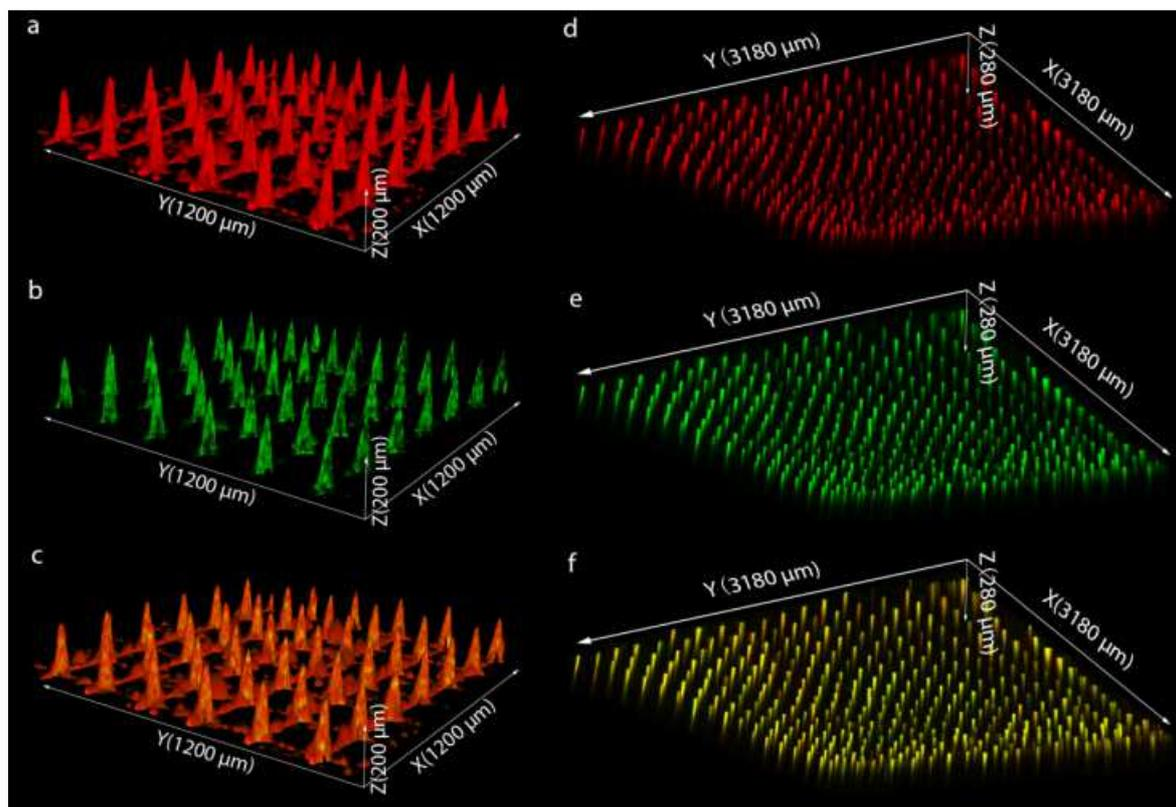 a
Y(1200 µm)
Z(200 µm)
X(1200 µm)
b
Y(1200 µm)
Z(200 µm)
X(1200 µm)
c
Y(1200 µm)
Z(200 µm)
X(1200 µm)
d
Y (3180 µm)
Z (280 µm)
X(3180 µm)
e
Y (3180 µm)
Z (280 µm)
X(3180 µm)
f
Y (3180 µm)
Z (280 µm)
X(3180 µm)